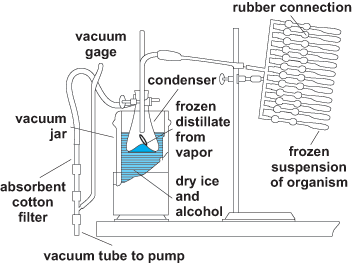 rubber connection
vacuum
gage
condenser
frozen
distillate
from
vapor
vacuum
jar
dry ice
and
alcohol
frozen
suspension
of organism
absorbent
cotton
filter
vacuum tube to pump